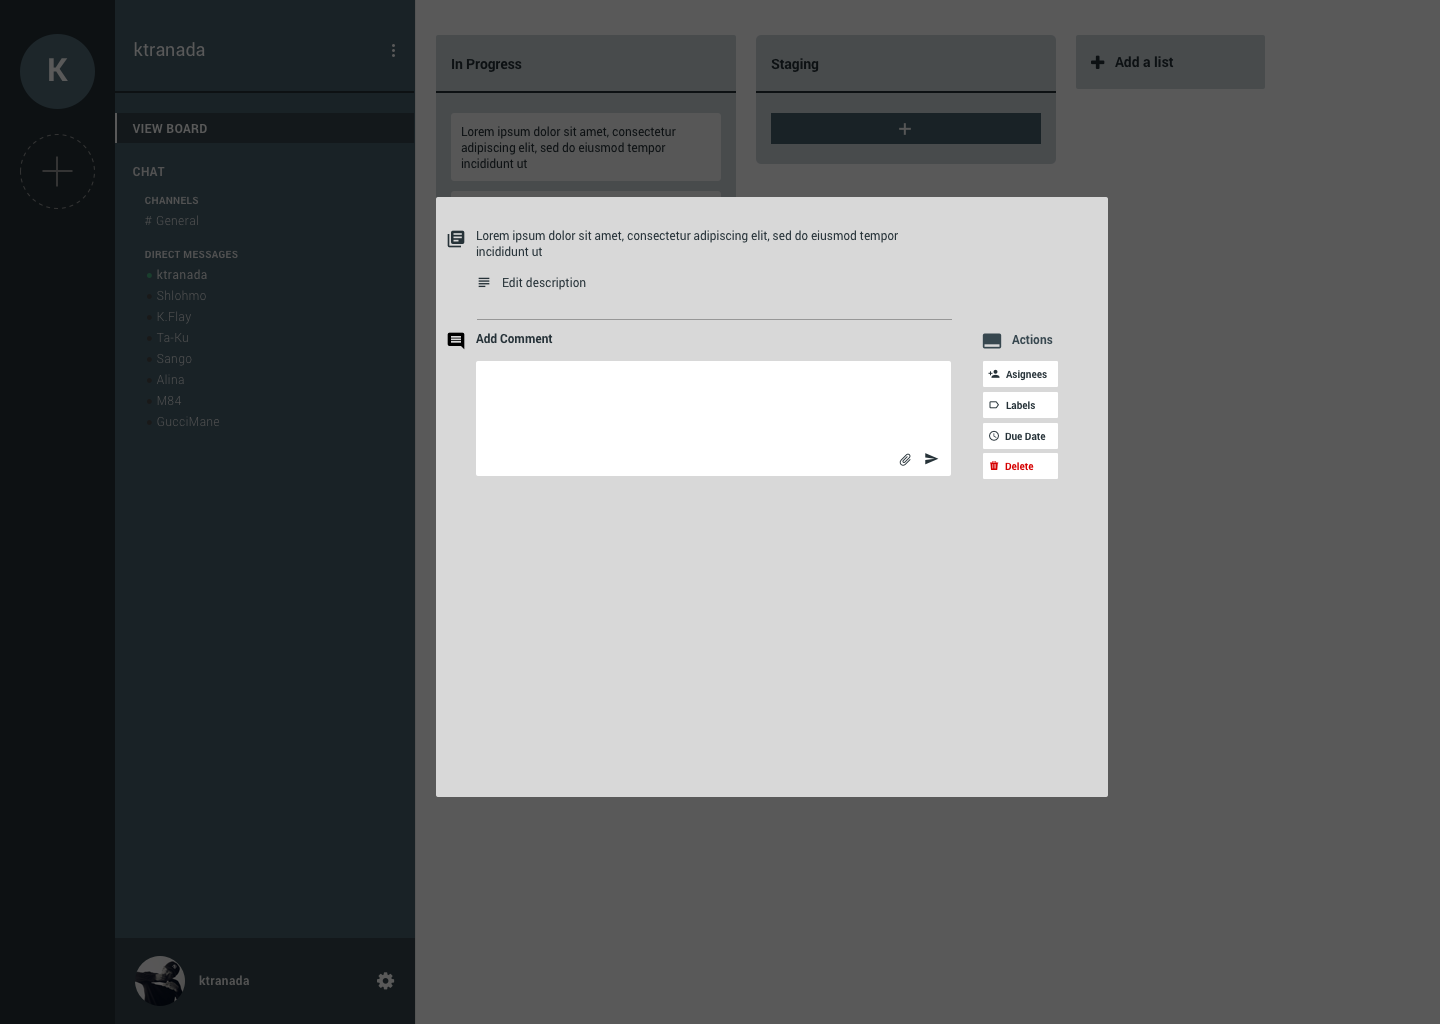 K
ktranada
VIEW BOARD
CHAT
CHANNELS
# General
DIRECT MESSAGES
ktranada
Shlohmo
K.Flay
Ta-Ku
Sango
Alina
M84
GucciMane
ktranada
In Progress
Lorem ipsum dolor sit amet, consectetur
adipiscing elit, sed do eiusmod tempor
incididunt ut
Staging
Add a list
Lorem ipsum dolor sit amet, consectetur adipiscing elit, sed do eiusmod tempor
incididunt ut
Edit description
Add Comment
Actions
Asignees
Labels
Due Date
Delete